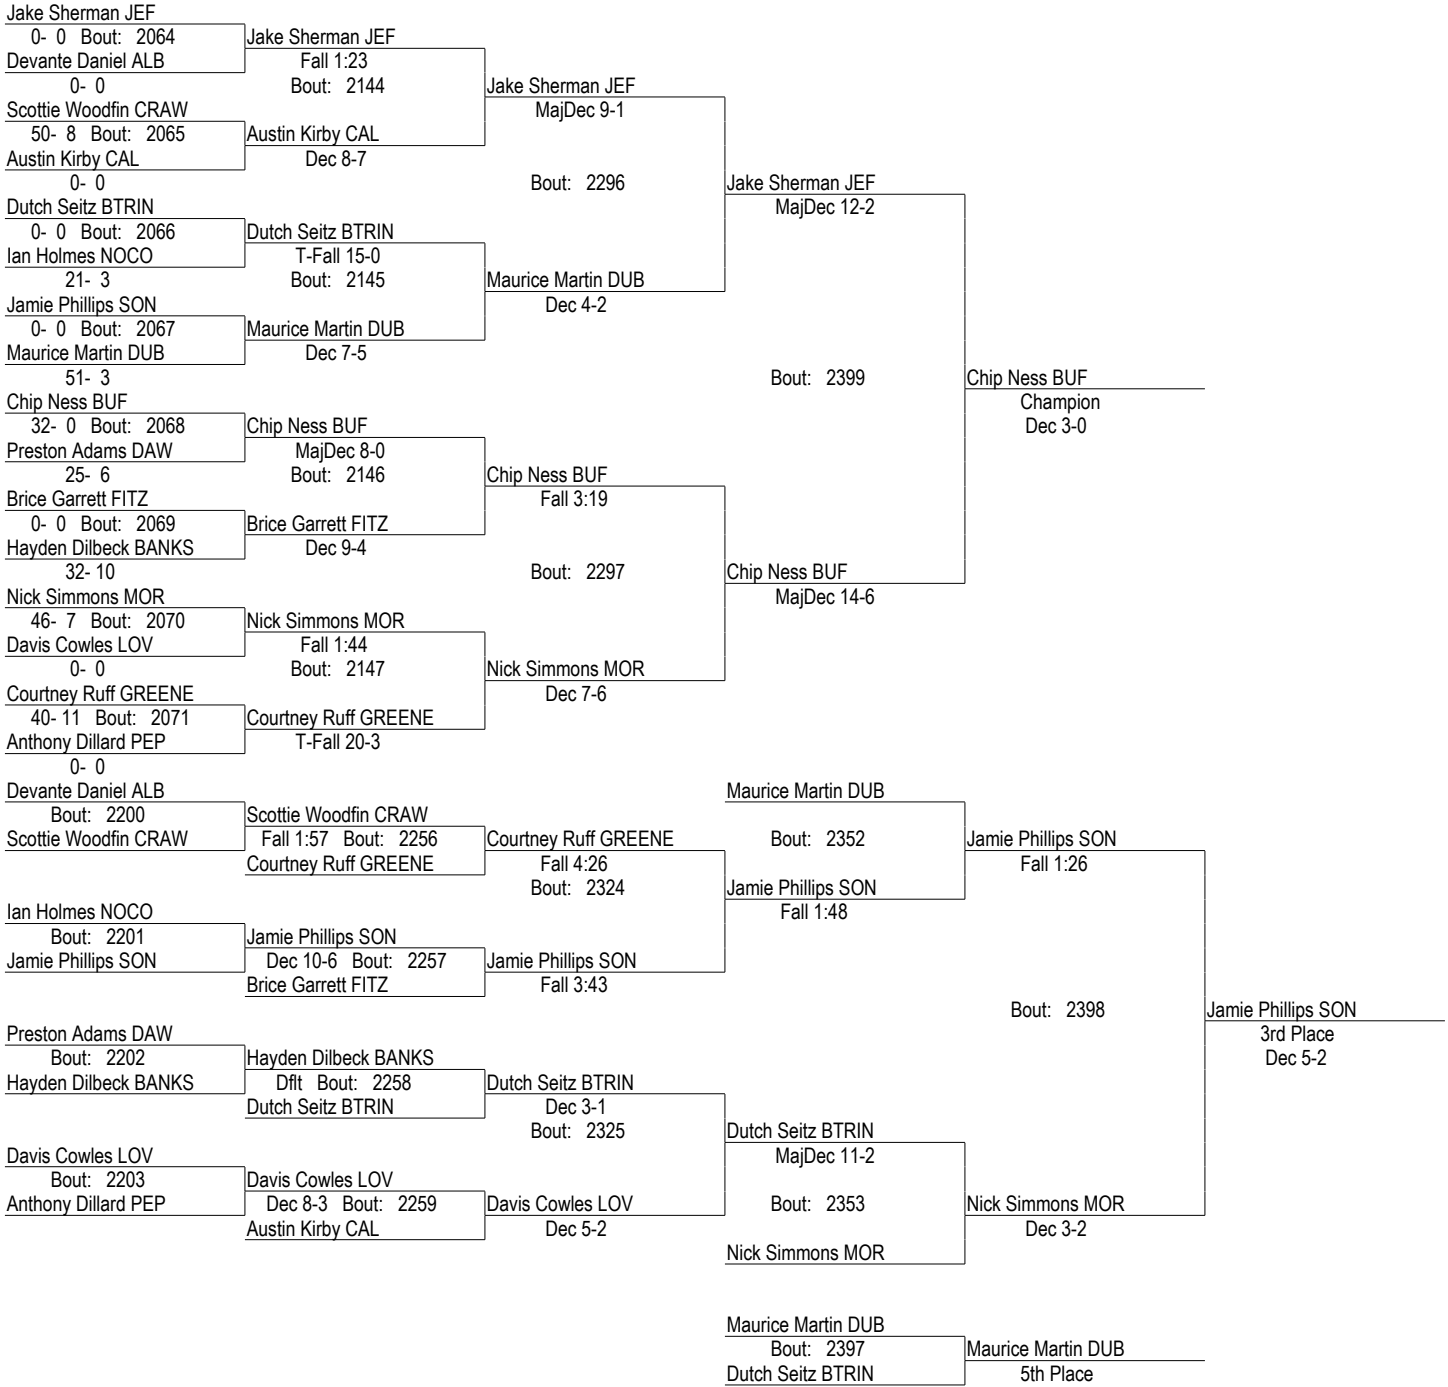 Jake Sherman JEF
0- 0 Bout: 2064
Jake Sherman JEF
Devante Daniel ALB
Fall 1:23
0- 0
Bout: 2144
Jake Sherman JEF
Scottie Woodfin CRAW
MajDec 9-1
50- 8 Bout: 2065
Austin Kirby CAL
Austin Kirby CAL
Dec 8-7
0- 0
Bout: 2296
Jake Sherman JEF
Dutch Seitz BTRIN
MajDec 12-2
0- 0 Bout: 2066
Dutch Seitz BTRIN
Ian Holmes NOCO
T-Fall 15-0
21- 3
Bout: 2145
Maurice Martin DUB
Jamie Phillips SON
Dec 4-2
0- 0 Bout: 2067
Maurice Martin DUB
Maurice Martin DUB
Dec 7-5
51- 3
Bout: 2399
Chip Ness BUF
Chip Ness BUF
Champion
32- 0 Bout: 2068
Chip Ness BUF
Dec 3-0
Preston Adams DAW
MajDec 8-0
25- 6
Bout: 2146
Chip Ness BUF
Brice Garrett FITZ
Fall 3:19
0- 0 Bout: 2069
Brice Garrett FITZ
Hayden Dilbeck BANKS
Dec 9-4
32- 10
Bout: 2297
Chip Ness BUF
Nick Simmons MOR
MajDec 14-6
46- 7 Bout: 2070
Nick Simmons MOR
Davis Cowles LOV
Fall 1:44
0- 0
Bout: 2147
Nick Simmons MOR
Courtney Ruff GREENE
Dec 7-6
40- 11 Bout: 2071
Courtney Ruff GREENE
Anthony Dillard PEP
T-Fall 20-3
0- 0
Devante Daniel ALB
Maurice Martin DUB
Bout: 2200
Scottie Woodfin CRAW
Scottie Woodfin CRAW
Fall 1:57 Bout: 2256
Courtney Ruff GREENE
Bout: 2352
Jamie Phillips SON
Courtney Ruff GREENE
Fall 4:26
Fall 1:26
Bout: 2324
Jamie Phillips SON
Ian Holmes NOCO
Fall 1:48
Bout: 2201
Jamie Phillips SON
Jamie Phillips SON
Dec 10-6 Bout: 2257
Jamie Phillips SON
Brice Garrett FITZ
Fall 3:43
Bout: 2398
Jamie Phillips SON
Preston Adams DAW
3rd Place
Bout: 2202
Hayden Dilbeck BANKS
Dec 5-2
Hayden Dilbeck BANKS
Dflt Bout: 2258
Dutch Seitz BTRIN
Dutch Seitz BTRIN
Dec 3-1
Bout: 2325
Dutch Seitz BTRIN
Davis Cowles LOV
MajDec 11-2
Bout: 2203
Davis Cowles LOV
Anthony Dillard PEP
Dec 8-3 Bout: 2259
Davis Cowles LOV
Bout: 2353
Nick Simmons MOR
Austin Kirby CAL
Dec 5-2
Dec 3-2
Nick Simmons MOR
Maurice Martin DUB
Bout: 2397
Maurice Martin DUB
Dutch Seitz BTRIN
5th Place